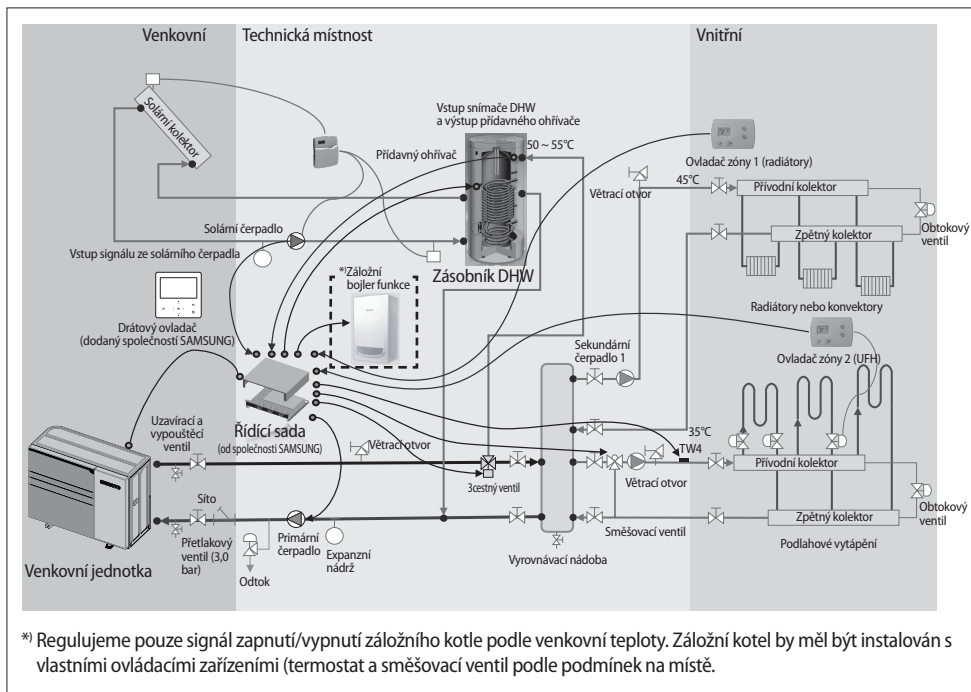 Venkovní
Technická místnost
Vnitřní
Solární kolektor
Vstup snímače DHW
a výstup přídavného ohřívače
50 ~ 55℃
Přídavný ohřívač
Ovladač zóny 1 (radiátory)
Větrací otvor
45℃
Přívodní kolektor
Zpětný kolektor
Obtokový
ventil
Solární čerpadlo
Vstup signálu ze solárního čerpadla
Zásobník DHW
*⁾Záložní
bojler funkce
Radiátory nebo konvektory
Drátový ovladač
(dodaný společností SAMSUNG)
Sekundární
čerpadlo 1
Ovladač zóny 2 (UFH)
Uzavírací a
vypouštěcí
ventil
Řídící sada
(od společnosti SAMSUNG)
Větrací otvor
35℃
TW4
3cestný ventil
Větrací otvor
Přívodní kolektor
Síto
Obtokový
ventil
Zpětný kolektor
Přetlakový
ventil (3,0
bar)
Primární
čerpadlo
Expanzní
nádrž
Směšovací ventil
Podlahové vytápění
Vyrovnávací nádoba
Venkovní jednotka
Odtok
*⁾ Regulujeme pouze signál zapnutí/vypnutí záložního kotle podle venkovní teploty. Záložní kotel by měl být instalován s
vlastními ovládacími zařízeními (termostat a směšovací ventil podle podmínek na místě.